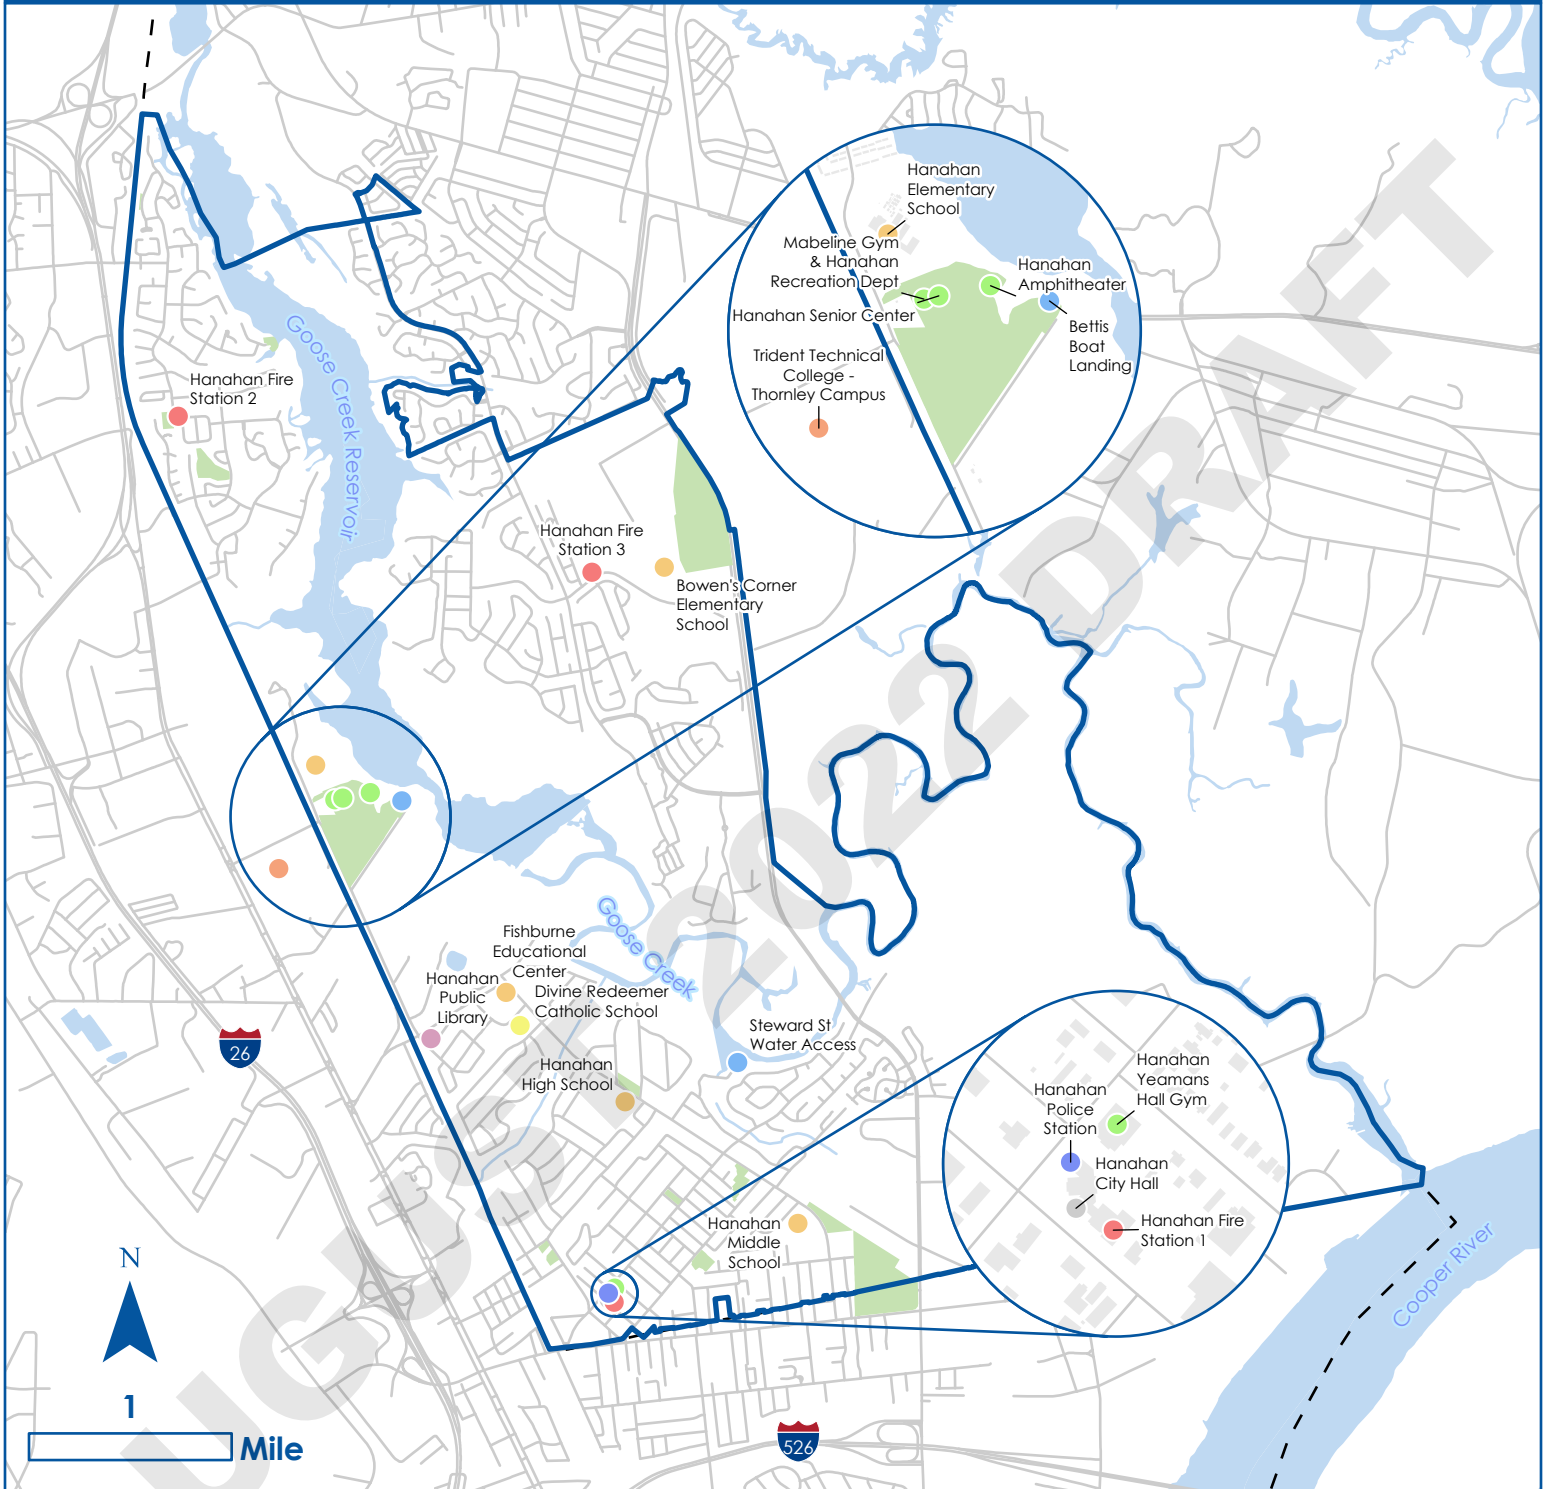 Hanahan
Elementary
School
Mabeline Gym
& Hanahan
Recreation Dept
Hanahan
Amphitheater
Hanahan Senior Center
Bettis
Boat
Landing
Trident Technical
College -
Thornley Campus
Goose Creek Reservoir
Hanahan Fire
Station 2
Hanahan Fire
Station 3
Bowen's Corner
Elementary
School
Goose Creek
Fishburne
Educational
Center
Hanahan
Public
Library
Divine Redeemer
Catholic School
Hanahan
High School
Steward St
Water Access
26
Hanahan
Yeamans
Hall Gym
Hanahan
Police
Station
Hanahan
City Hall
Hanahan Fire
Station 1
Hanahan
Middle
School
Cooper River
N
1
Mile
526
UGUST 2022 DRAFT